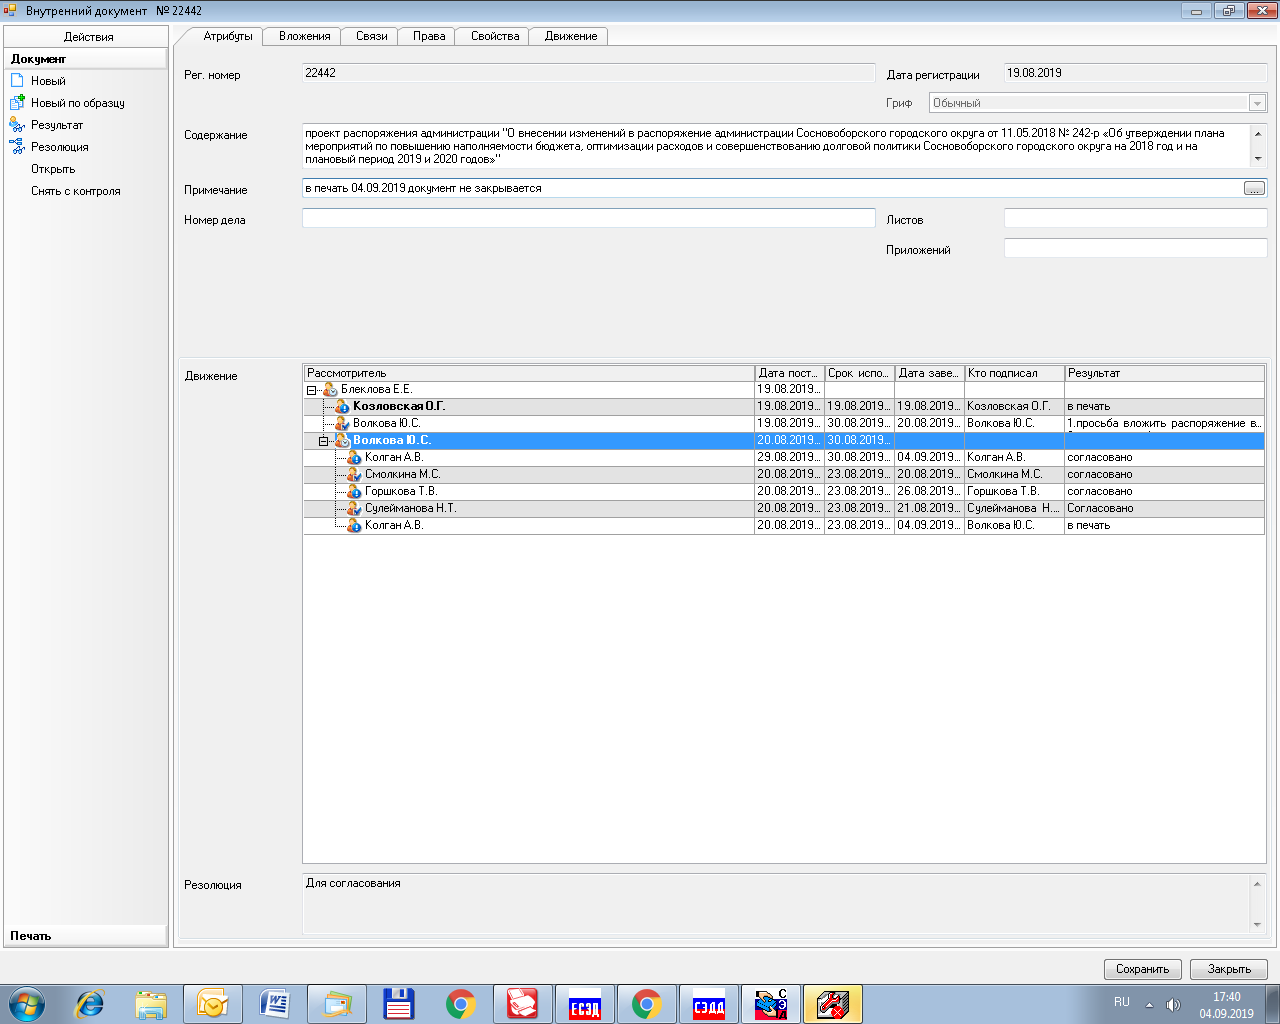 Внутренний документ № 22442
Действия
Документ
Новый
Новый по образцу
Результат
Резолюция
Открыть
Снять с контроля
Печать
Атрибуты Вложения Связи Права Свойства Движение
Рег. номер 22442 Дата регистрации 19.08.2019
Гриф Обычный
Содержание проект распоряжения администрации "О внесении изменений в распоряжение администрации Сосновоборского городского округа от 11.05.2018 № 242-р «Об утверждении плана
мероприятий по повышению наполняемости бюджета, оптимизации расходов и совершенствованию долговой политики Сосновоборского городского округа на 2018 год и на
плановый период 2019 и 2020 годов»"
Примечание в печать 04.09.2019 документ не закрывается ...
Номер дела Листов
Приложений
Движение
Рассмотритель Дата пост... Срок испо... Дата заве... Кто подписал Результат
Блеклова Е.Е. 19.08.2019...
Козловская О.Г. 19.08.2019... 19.08.2019... 19.08.2019... Козловская О.Г. в печать
Волкова Ю.С. 19.08.2019... 30.08.2019... 20.08.2019... Волкова Ю.С. 1.просьба вложить распоряжение в...
Волкова Ю.С. 20.08.2019... 30.08.2019...
Колган А.В. 29.08.2019... 30.08.2019... 04.09.2019... Колган А.В. согласовано
Смолкина М.С. 20.08.2019... 23.08.2019... 20.08.2019... Смолкина М.С. согласовано
Горшкова Т.В. 20.08.2019... 23.08.2019... 26.08.2019... Горшкова Т.В. согласовано
Сулейманова Н.Т. 20.08.2019... 23.08.2019... 21.08.2019... Сулейманова Н.... Согласовано
Колган А.В. 20.08.2019... 23.08.2019... 04.09.2019... Волкова Ю.С. в печать
Резолюция Для согласования
Сохранить Закрыть
ЕСЭД СЭДД RU 17:40
04.09.2019